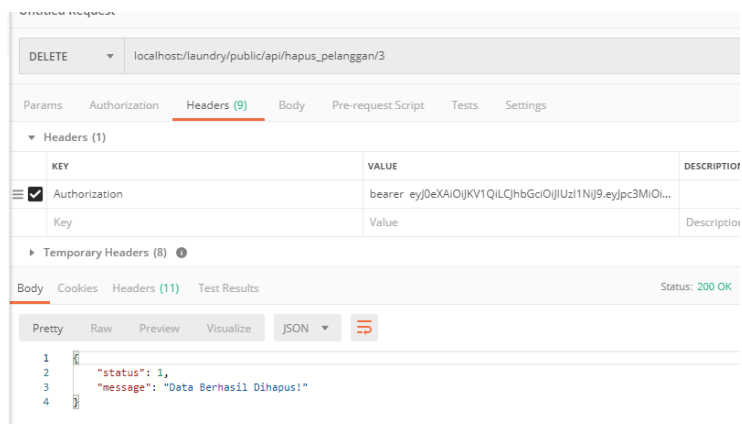 Untitled Request
DELETE localhost:/laundry/public/api/hapus_pelanggan/3
Params Authorization Headers (9) Body Pre-request Script Tests Settings
Headers (1)
KEY VALUE DESCRIPTION
Authorization bearer eyJ0eXAiOiJKV1QiLCJhbGciOiJIUzI1NiJ9.eyJpc3MiOi...
Key Value Description
Temporary Headers (8)
Body Cookies Headers (11) Test Results Status: 200 OK
Pretty Raw Preview Visualize JSON
1 {
2 "status": 1,
3 "message": "Data Berhasil Dihapus!"
4 }